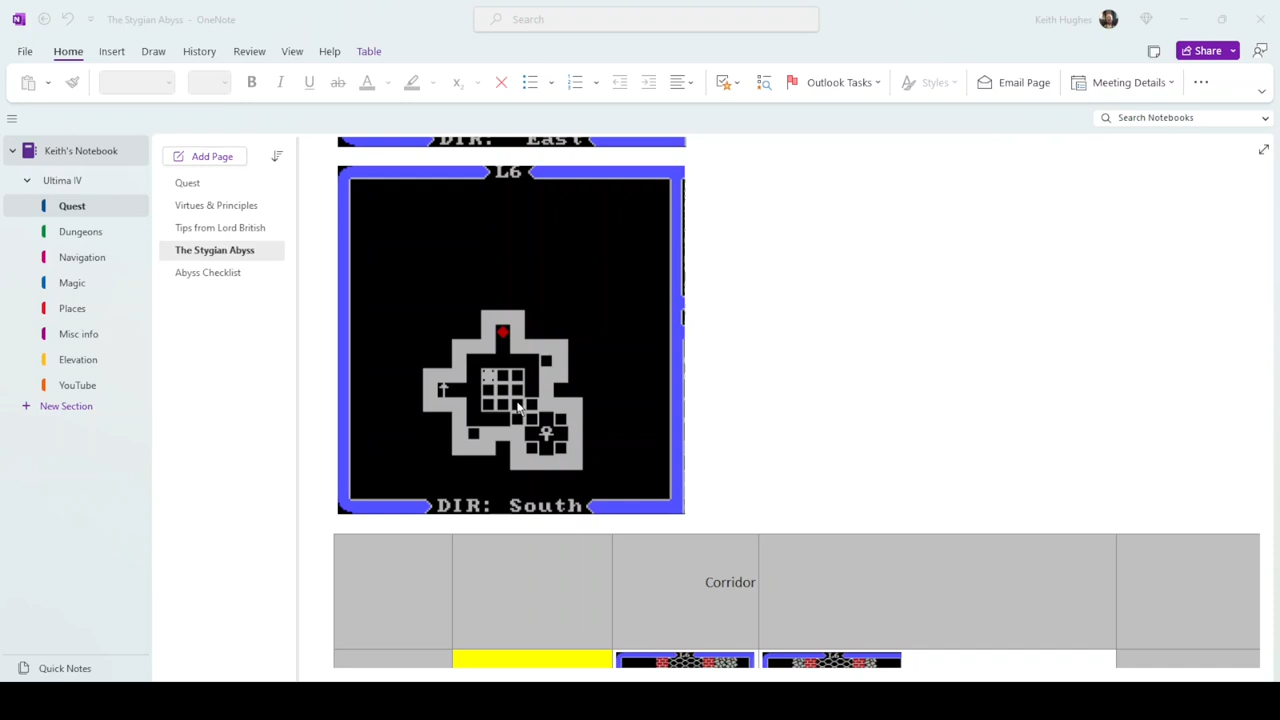 The Stygian Abyss - OneNote
Search
Keith Hughes
File Home Insert Draw History Review View Help Table
Share
B I U ab A x
Outlook Tasks
Styles
Email Page
Meeting Details
Search Notebooks
Keith's Notebook
Ultima IV
Quest
Dungeons
Navigation
Magic
Places
Misc info
Elevation
YouTube
New Section
Quick Notes
Add Page
Quest
Virtues & Principles
Tips from Lord British
The Stygian Abyss
Abyss Checklist
DIR: East
L6
DIR: South
Corridor
L6 L6